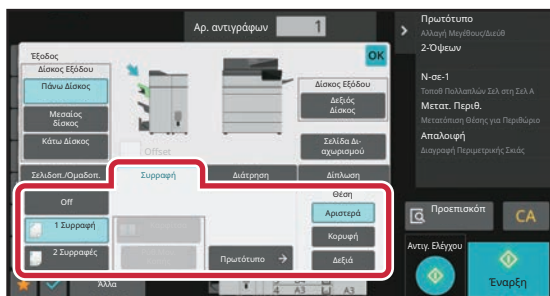 Αρ. αντιγράφων 1
Πρωτότυπο
Αλλαγή Μεγέθους/Διεύθ
2-Όψεων
Έξοδος
OK
Δίσκος Εξόδου
Πάνω Δίσκος
Μεσαίος
δίσκος
Κάτω Δίσκος
Offset
Δίσκος Εξόδου
Δεξιός
Δίσκος
Σελίδα Δι-
αχωρισμού
N-σε-1
Τοποθ Πολλαπλών Σελ στη Σελ Α
Μετατ. Περιθ.
Μετατόπιση Θέσης για Περιθώριο
Απαλοιφή
Διαγραφή Περιμετρικής Σκιάς
Σελιδοπ./Ομαδοπ.
Συρραφή
Διάτρηση
Δίπλωση
Off
1 Συρραφή
2 Συρραφές
Πρωτότυπο
Θέση
Αριστερά
Κορυφή
Δεξιά
Προεπισκόπ
CA
Αντιγ. Ελέγχου
Έναρξη
Άλλα
4 A3 A3